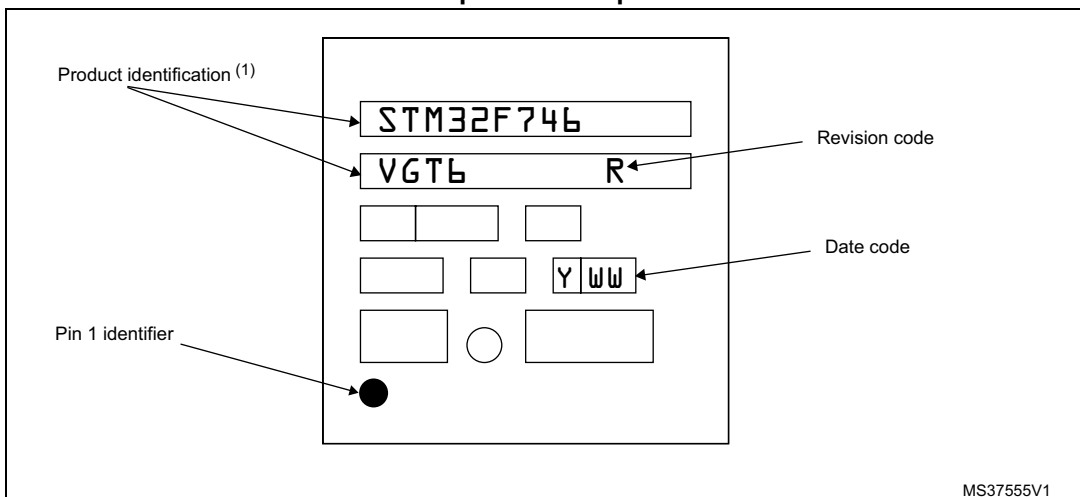 Product identification (1)
STM32F746
Revision code
VGT6 R
Date code
Y WW
Pin 1 identifier
MS37555V1